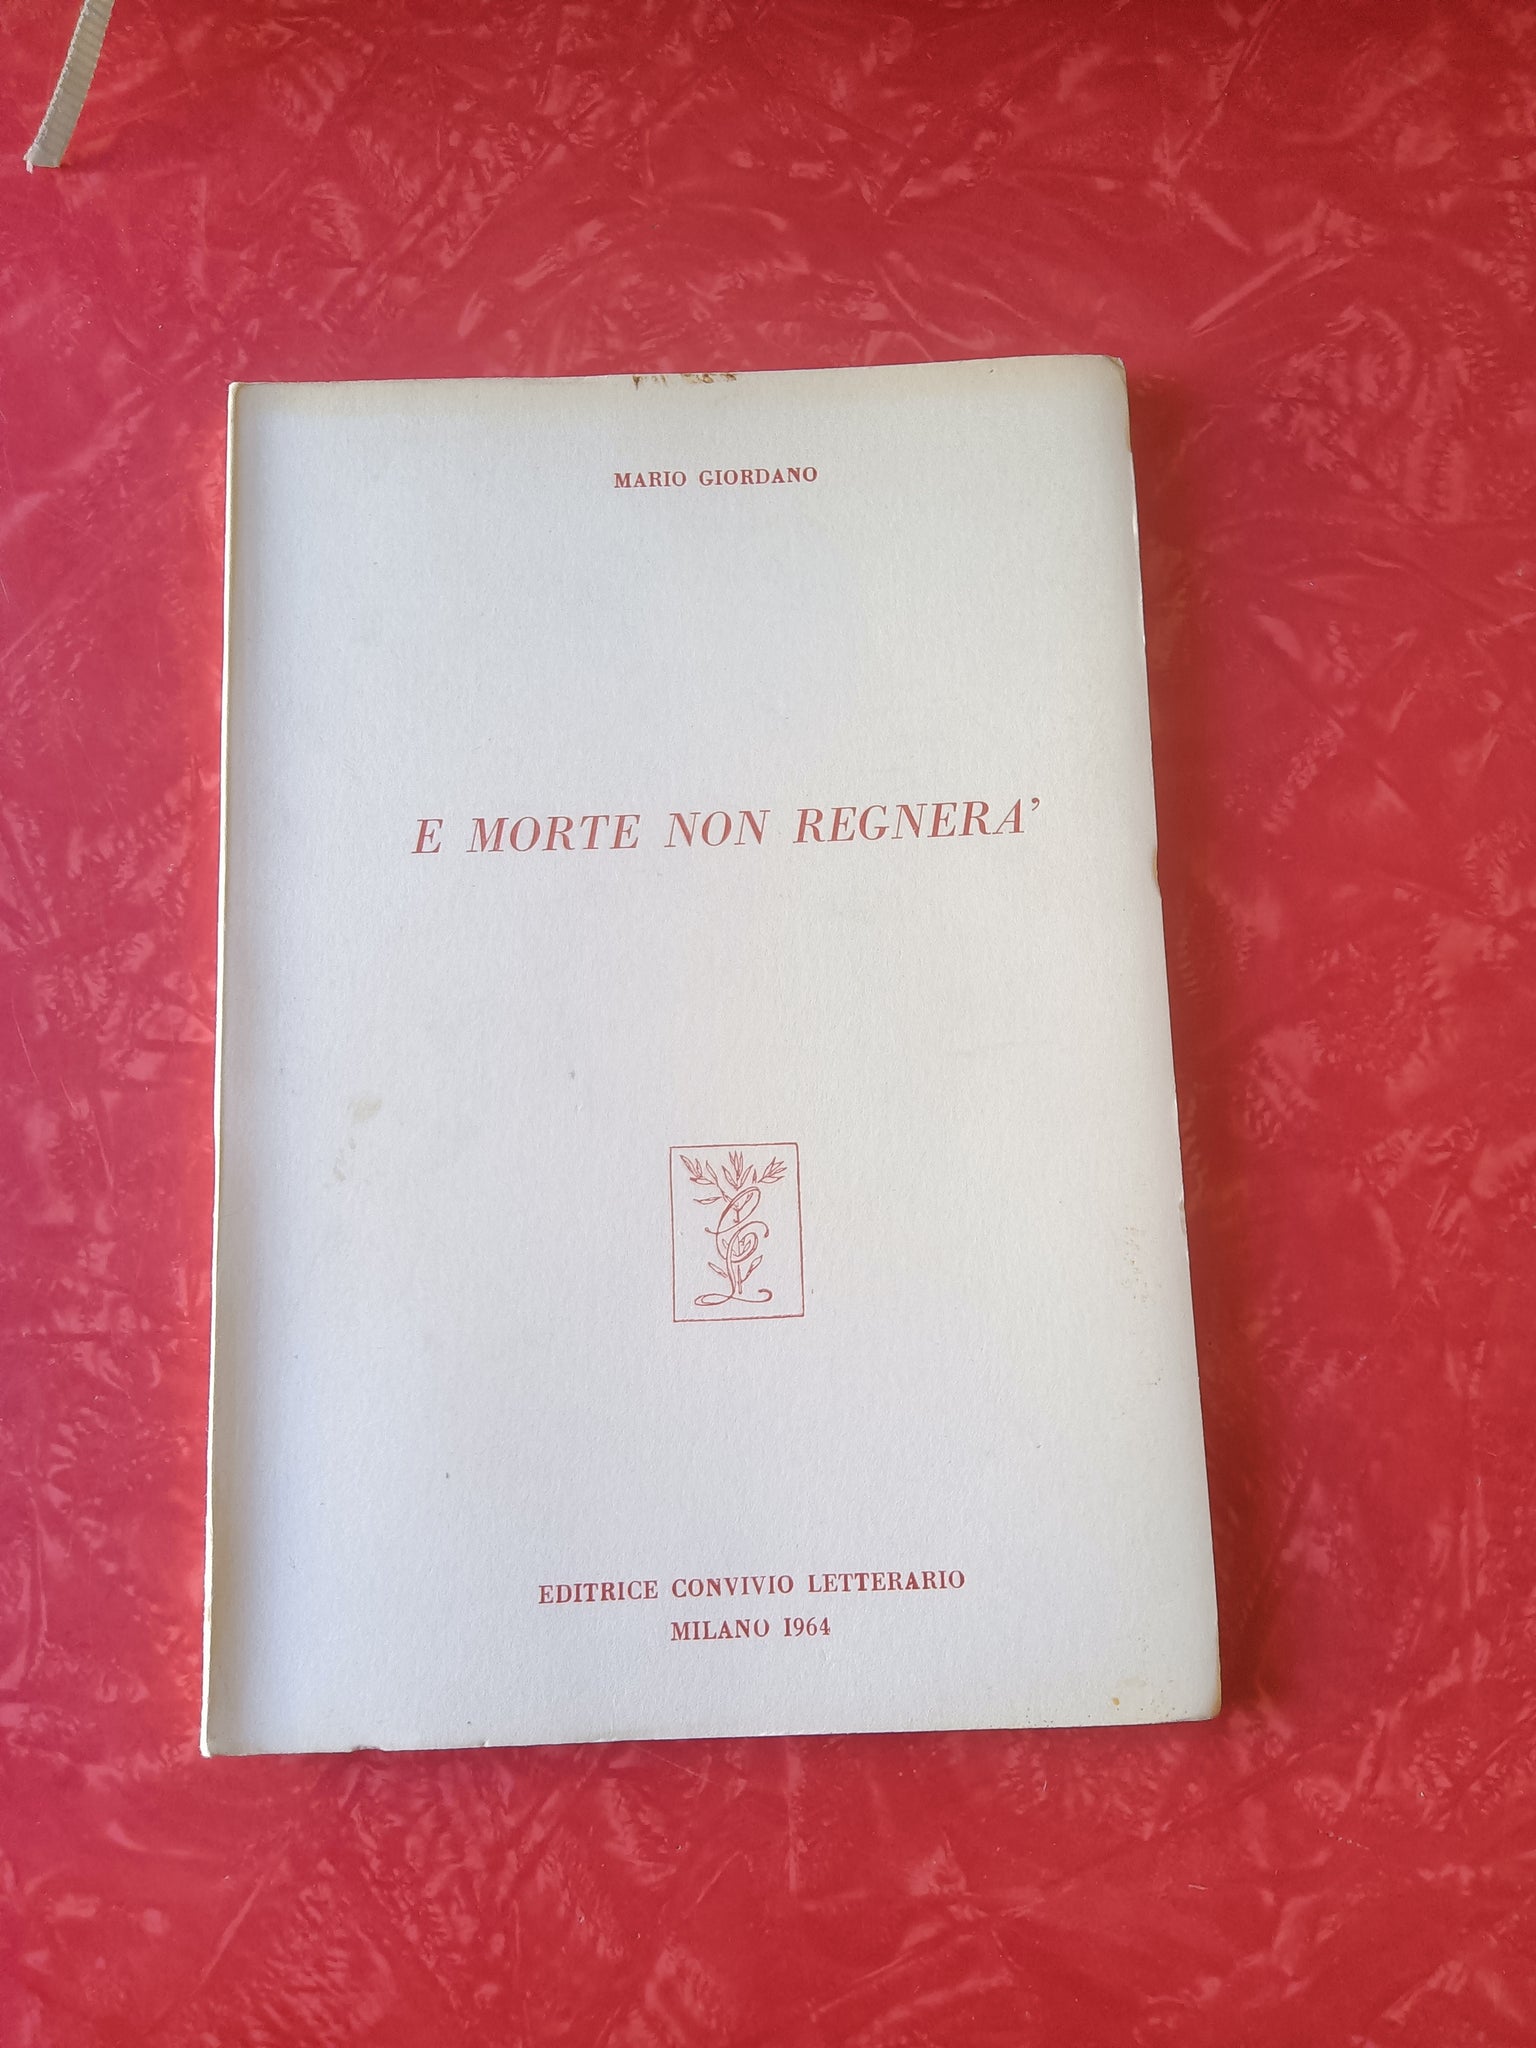 MARIO GIORDANO
E MORTE NON REGNERA’
EDITRICE CONVIVIO LETTERARIO
MILANO 1964